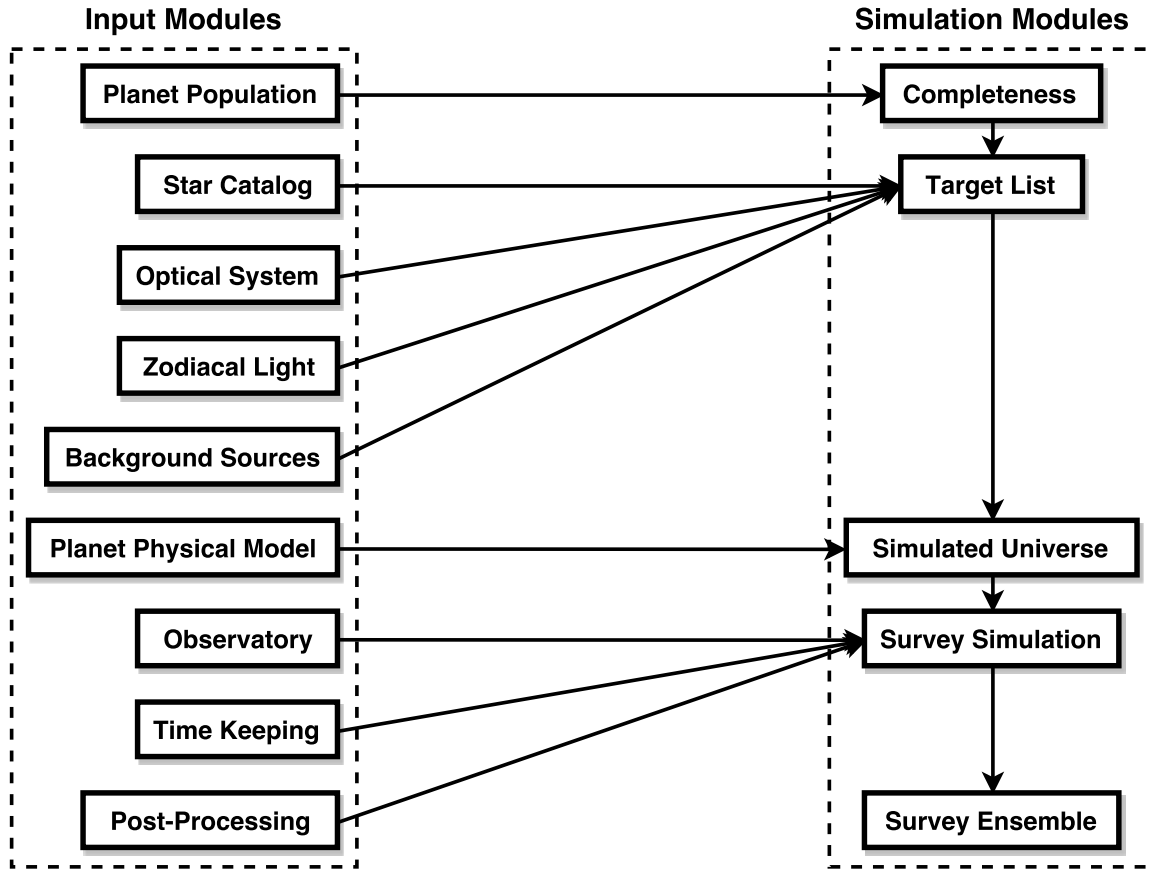 Input Modules
Simulation Modules
Planet Population
Completeness
Star Catalog
Target List
Optical System
Zodiacal Light
Background Sources
Planet Physical Model
Simulated Universe
Observatory
Survey Simulation
Time Keeping
Post-Processing
Survey Ensemble